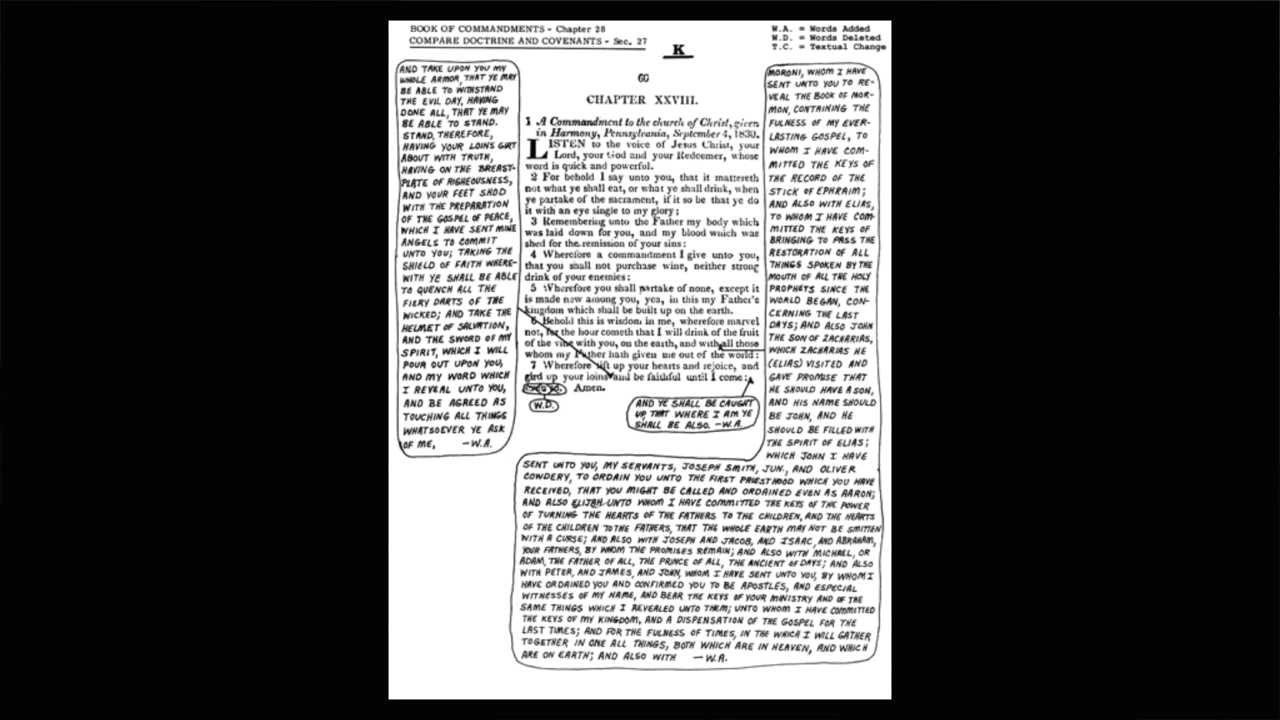 BOOK OF COMMANDMENTS - Chapter 28
COMPARE DOCTRINE AND COVENANTS - Sec. 27
K
W.A. = Words Added
W.D. = Words Deleted
T.C. = Textual Change
AND TAKE UPON YOU MY
WHOLE ARMOR, THAT YE MAY
BE ABLE TO WITHSTAND
THE EVIL DAY, HAVING
DONE ALL, THAT YE MAY
BE ABLE TO STAND.
STAND, THEREFORE,
HAVING YOUR LOINS GIRT
ABOUT WITH TRUTH,
HAVING ON THE BREAST-
PLATE OF RIGHEOUSNESS,
AND YOUR FEET SHOD
WITH THE PREPARATION
OF THE GOSPEL OF PEACE,
WHICH I HAVE SENT MINE
ANGELS TO COMMIT
UNTO YOU; TAKING THE
SHIELD OF FAITH WHERE-
WITH YE SHALL BE ABLE
TO QUENCH ALL THE
FIERY DARTS OF THE
WICKED; AND TAKE THE
HELMET OF SALVATION,
AND THE SWORD OF MY
SPIRIT, WHICH I WILL
POUR OUT UPON YOU,
AND MY WORD WHICH
I REVEAL UNTO YOU,
AND BE AGREED AS
TOUCHING ALL THINGS
WHATSOEVER YE ASK
OF ME, —W.A.
60
CHAPTER XXVIII.
1 A Commandment to the church of Christ, given
in Harmony, Pennsylvania, September 4, 1830.
LISTEN to the voice of Jesus Christ, your
Lord, your God and your Redeemer, whose
word is quick and powerful.
2 For behold I say unto you, that it mattereth
not what ye shall eat, or what ye shall drink, when
ye partake of the sacrament, if it so be that ye do
it with an eye single to my glory;
3 Remembering unto the Father my body which
was laid down for you, and my blood which was
shed for the remission of your sins:
4 Wherefore a commandment I give unto you,
that you shall not purchase wine, neither strong
drink of your enemies:
5 Wherefore you shall partake of none, except it
is made new among you, yea, in this my Father's
kingdom which shall be built up on the earth.
6 Behold this is wisdom in me, wherefore marvel
not, for the hour cometh that I will drink of the fruit
of the vine with you, on the earth, and with all those
whom my Father hath given me out of the world:
7 Wherefore lift up your hearts and rejoice, and
gird up your loins and be faithful until I come:
Amen.
W.D.
AND YE SHALL BE CAUGHT
UP THAT WHERE I AM YE
SHALL BE ALSO. —W.A.
MORONI, WHOM I HAVE
SENT UNTO YOU TO RE-
VEAL THE BOOK OF MOR-
MON, CONTAINING THE
FULNESS OF MY EVER-
LASTING GOSPEL, TO
WHOM I HAVE COM-
MITTED THE KEYS OF
THE RECORD OF THE
STICK OF EPHRAIM;
AND ALSO WITH ELIAS,
TO WHOM I HAVE COM-
MITTED THE KEYS OF
BRINGING TO PASS THE
RESTORATION OF ALL
THINGS SPOKEN BY THE
MOUTH OF ALL THE HOLY
PROPHETS SINCE THE
WORLD BEGAN, CON-
CERNING THE LAST
DAYS; AND ALSO JOHN
THE SON OF ZACHARIAS,
WHICH ZACHARIAS HE
(ELIAS) VISITED AND
GAVE PROMISE THAT
HE SHOULD HAVE A SON,
AND HIS NAME SHOULD
BE JOHN, AND HE
SHOULD BE FILLED WITH
THE SPIRIT OF ELIAS;
WHICH JOHN I HAVE
SENT UNTO YOU, MY SERVANTS, JOSEPH SMITH, JUN., AND OLIVER
COWDERY, TO ORDAIN YOU UNTO THE FIRST PRIESTHOOD WHICH YOU HAVE
RECEIVED, THAT YOU MIGHT BE CALLED AND ORDAINED EVEN AS AARON;
AND ALSO ELIJAH UNTO WHOM I HAVE COMMITTED THE KEYS OF THE POWER
OF TURNING THE HEARTS OF THE FATHERS TO THE CHILDREN, AND THE HEARTS
OF THE CHILDREN TO THE FATHERS, THAT THE WHOLE EARTH MAY NOT BE SMITTEN
WITH A CURSE; AND ALSO WITH JOSEPH AND JACOB, AND ISAAC, AND ABRAHAM,
YOUR FATHERS, BY WHOM THE PROMISES REMAIN; AND ALSO WITH MICHAEL, OR
ADAM, THE FATHER OF ALL, THE PRINCE OF ALL, THE ANCIENT OF DAYS; AND ALSO
WITH PETER, AND JAMES, AND JOHN, WHOM I HAVE SENT UNTO YOU, BY WHOM I
HAVE ORDAINED YOU AND CONFIRMED YOU TO BE APOSTLES, AND ESPECIAL
WITNESSES OF MY NAME, AND BEAR THE KEYS OF YOUR MINISTRY AND OF THE
SAME THINGS WHICH I REVEALED UNTO THEM; UNTO WHOM I HAVE COMMITTED
THE KEYS OF MY KINGDOM, AND A DISPENSATION OF THE GOSPEL FOR THE
LAST TIMES; AND FOR THE FULNESS OF TIMES, IN THE WHICH I WILL GATHER
TOGETHER IN ONE ALL THINGS, BOTH WHICH ARE IN HEAVEN, AND WHICH
ARE ON EARTH; AND ALSO WITH —W.A.